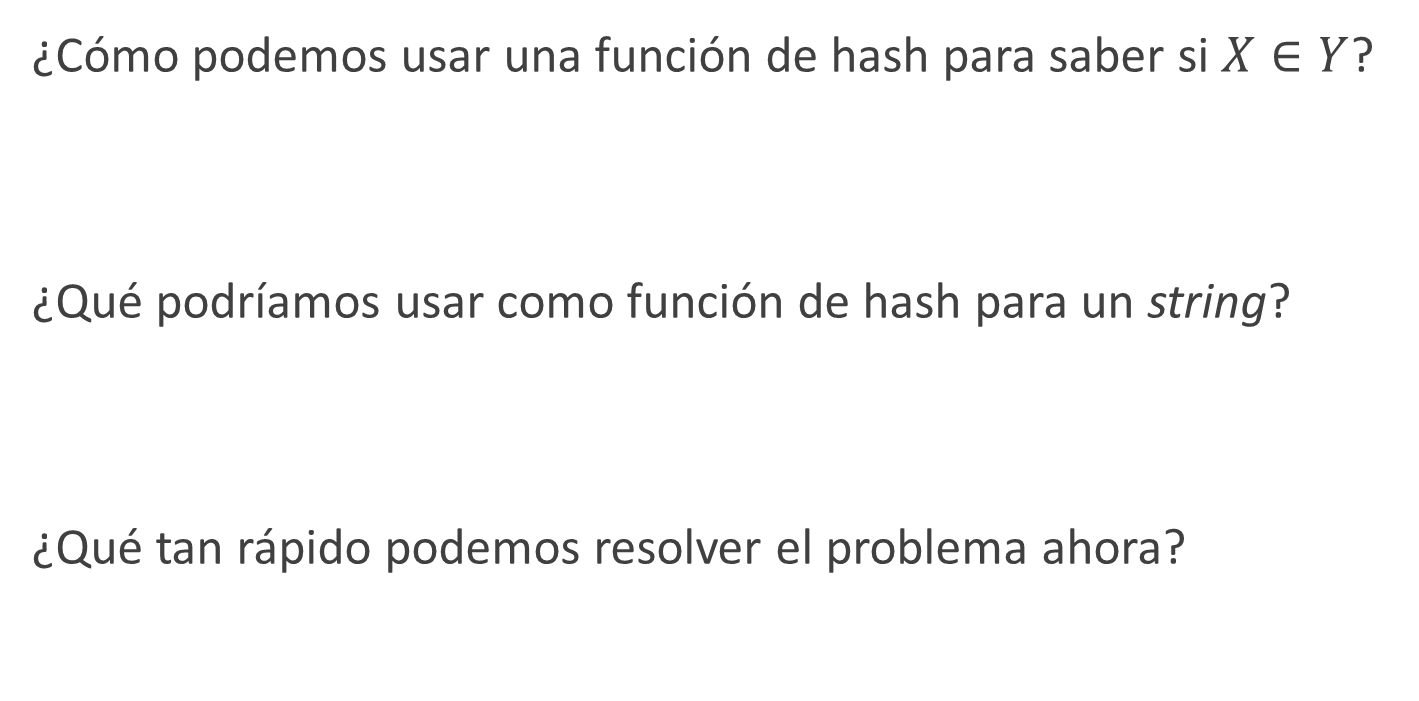 ¿Cómo podemos usar una función de hash para saber si X ∈ Y?
¿Qué podríamos usar como función de hash para un string?
¿Qué tan rápido podemos resolver el problema ahora?